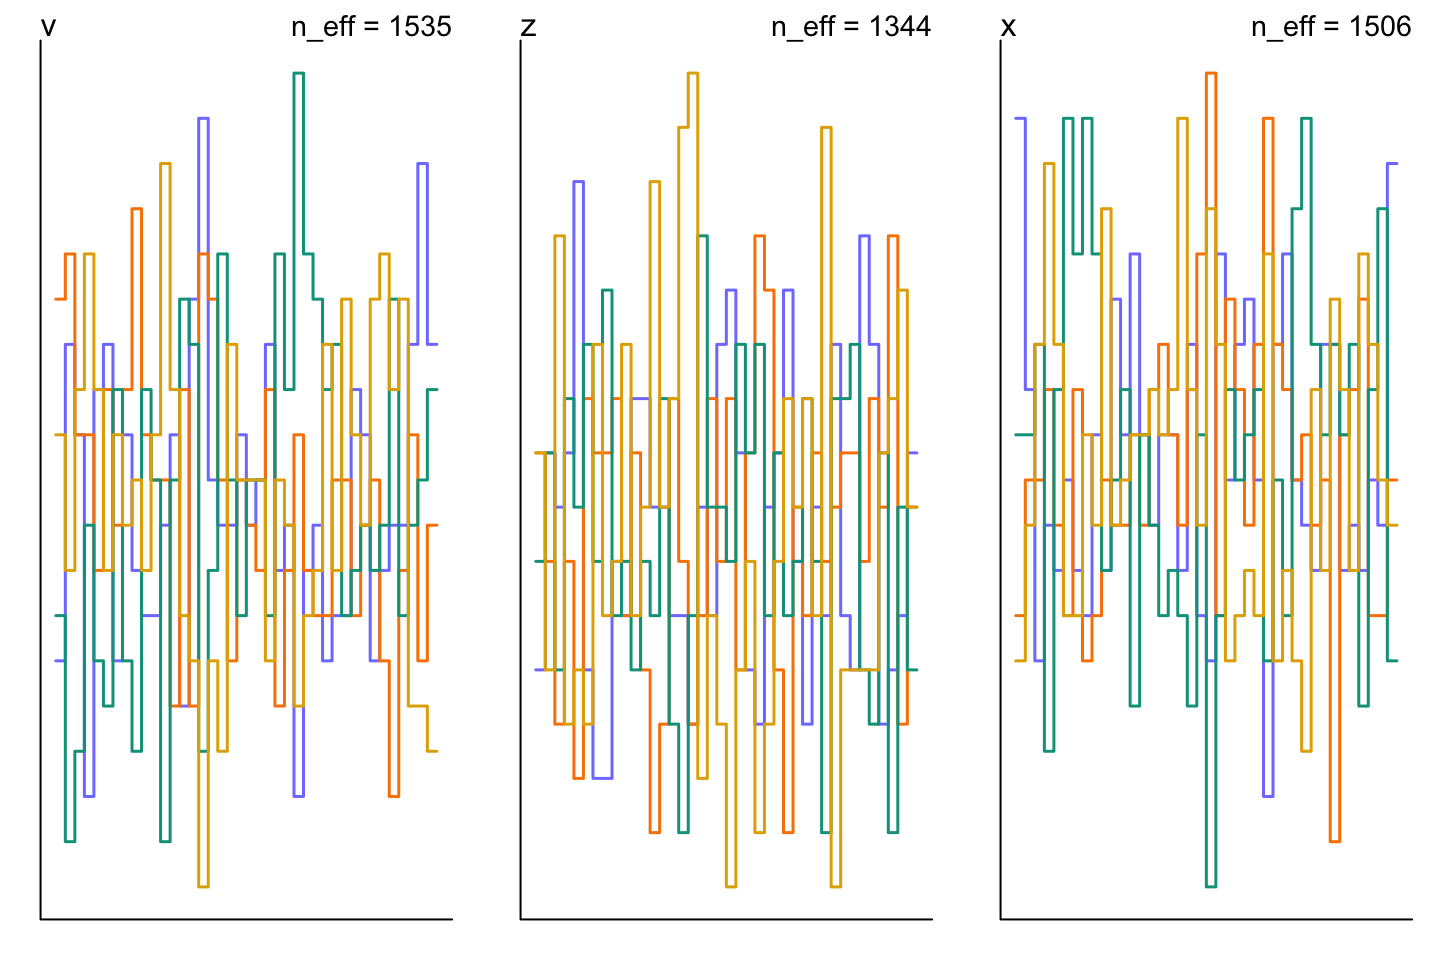 v n_eff = 1535
z n_eff = 1344
x n_eff = 1506